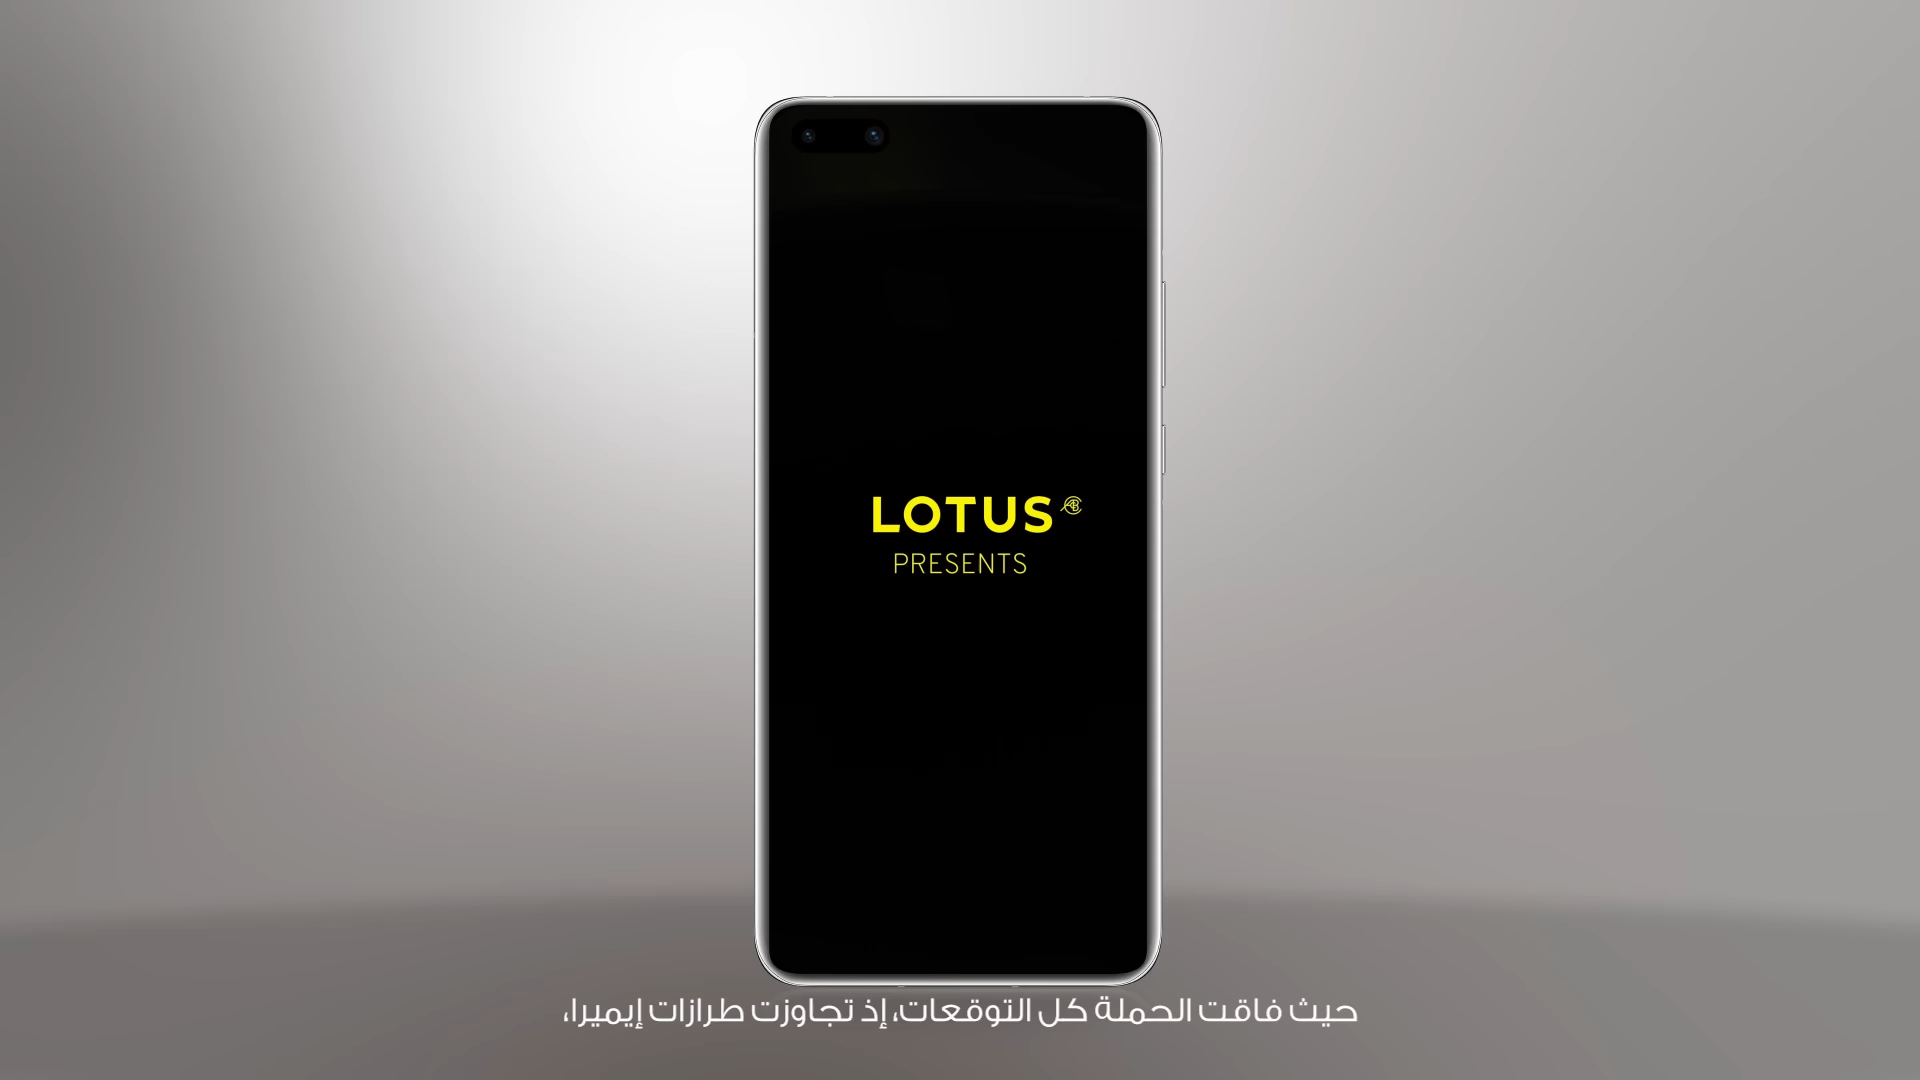 LOTUS
PRESENTS
حيث فاقت الحملة كل التوقعات، إذ تجاوزت طرازات إيميرا،